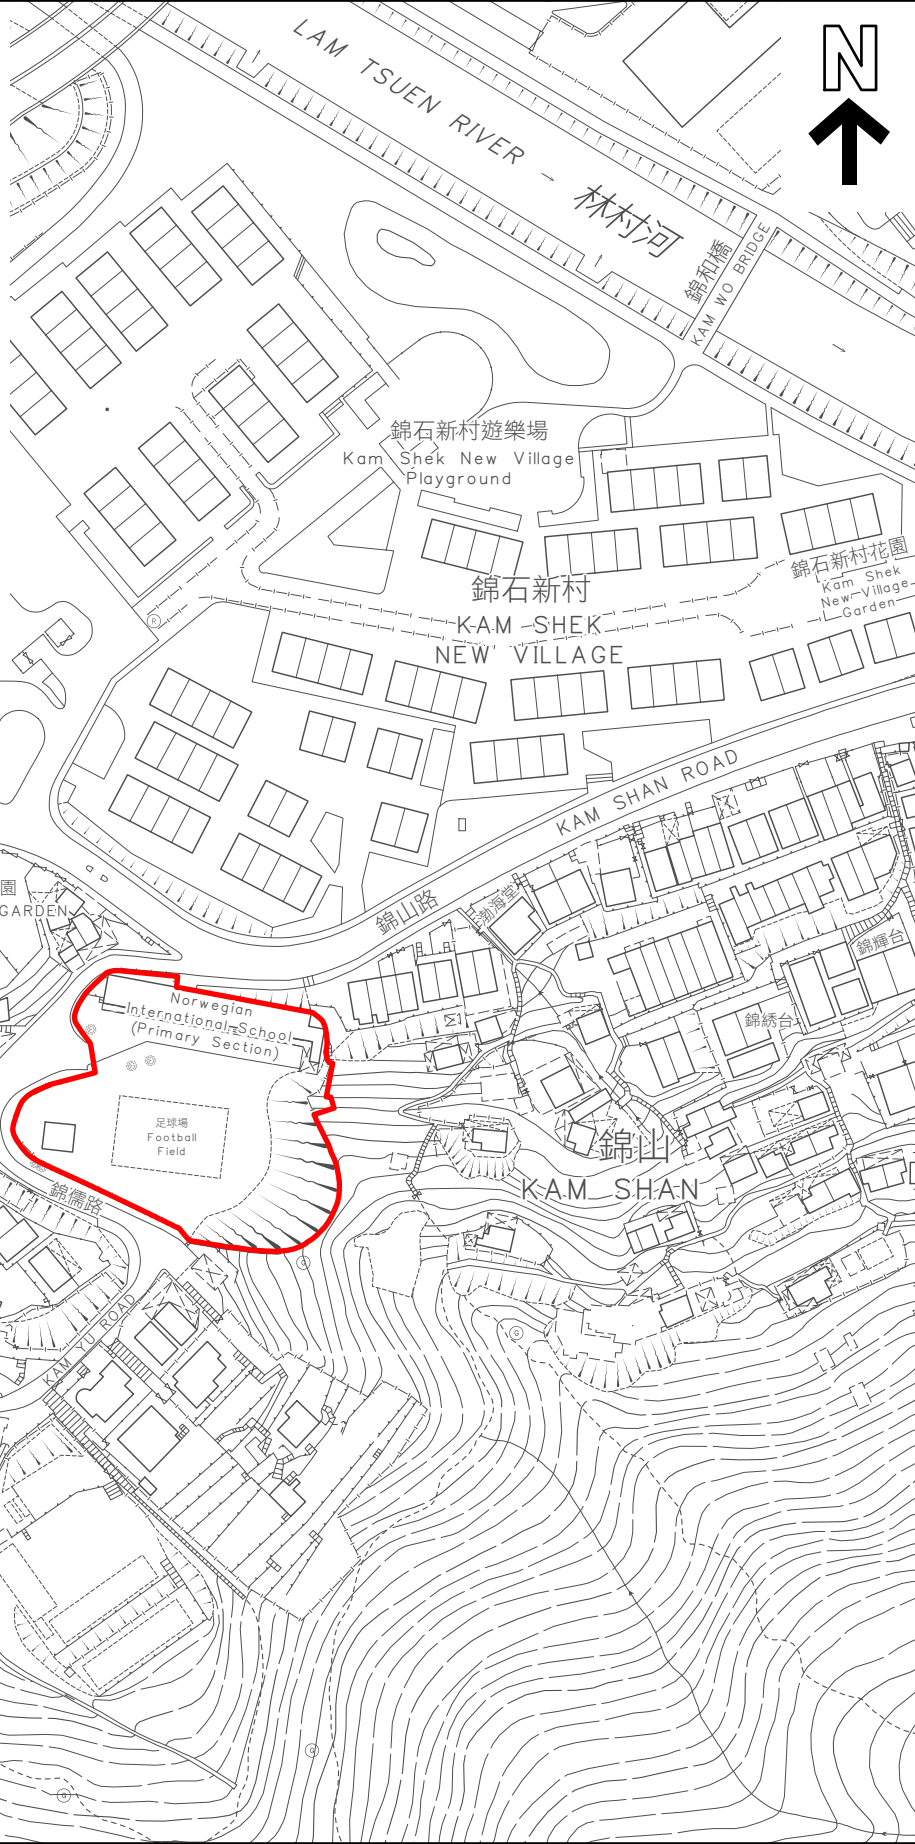 N
LAM TSUEN RIVER
林村河
錦和橋
KAM WO BRIDGE
錦石新村遊樂場
Kam Shek New Village
Playground
錦石新村
KAM SHEK
NEW VILLAGE
錦石新村花園
Kam Shek
New Village
Garden
R
KAM SHAN ROAD
錦山路
渤海堂
園
GARDEN
錦輝台
錦綉台
Norwegian
International School
(Primary Section)
足球場
Football
Field
錦山
KAM SHAN
錦儒路
KAM YU ROAD
G
G
G
G